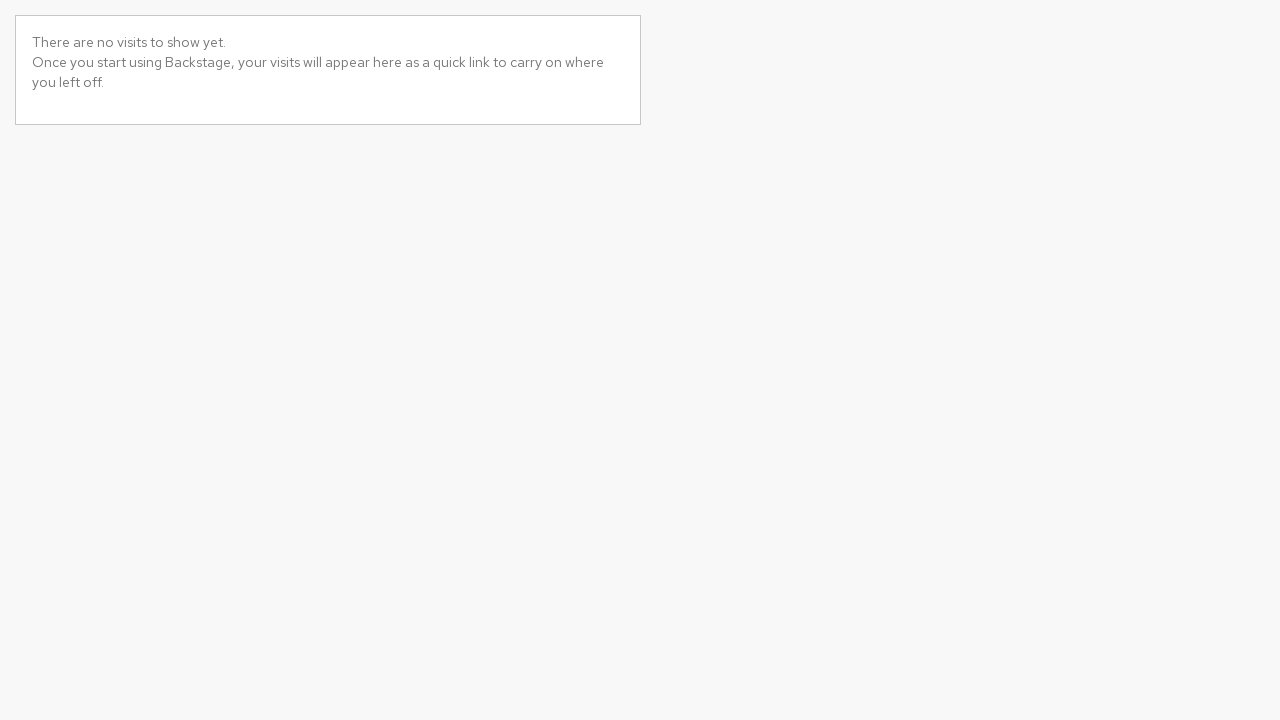 There are no visits to show yet.
Once you start using Backstage, your visits will appear here as a quick link to carry on where
you left off.